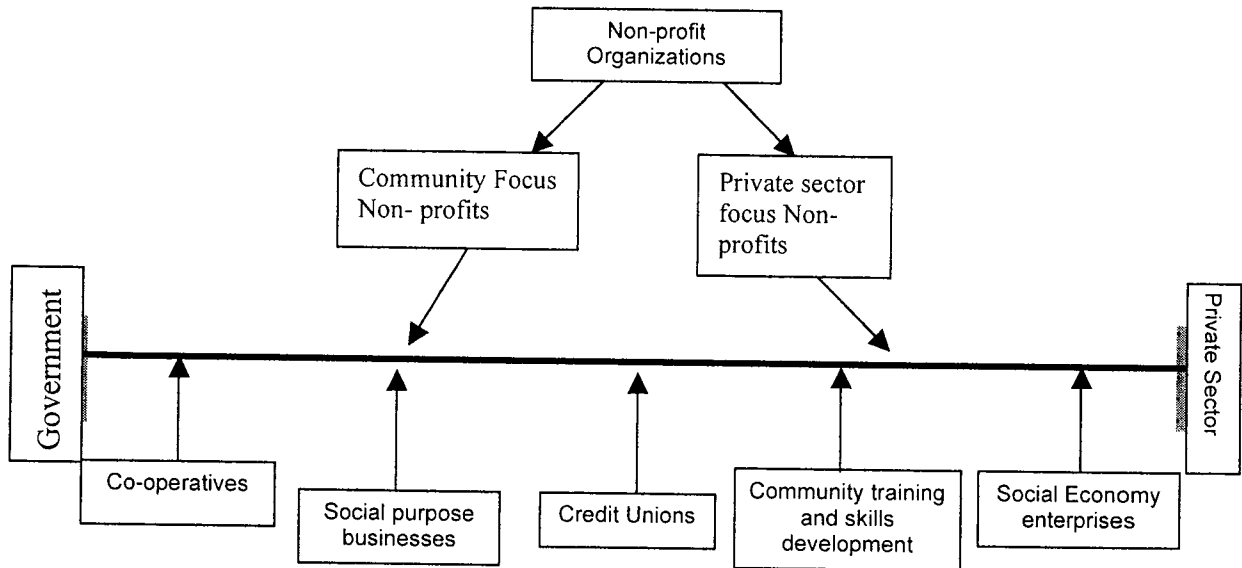 Non-profit
Organizations
Community Focus
Non- profits
Private sector
focus Non-
profits
Government
Private Sector
Co-operatives
Social purpose
businesses
Credit Unions
Community training
and skills
development
Social Economy
enterprises